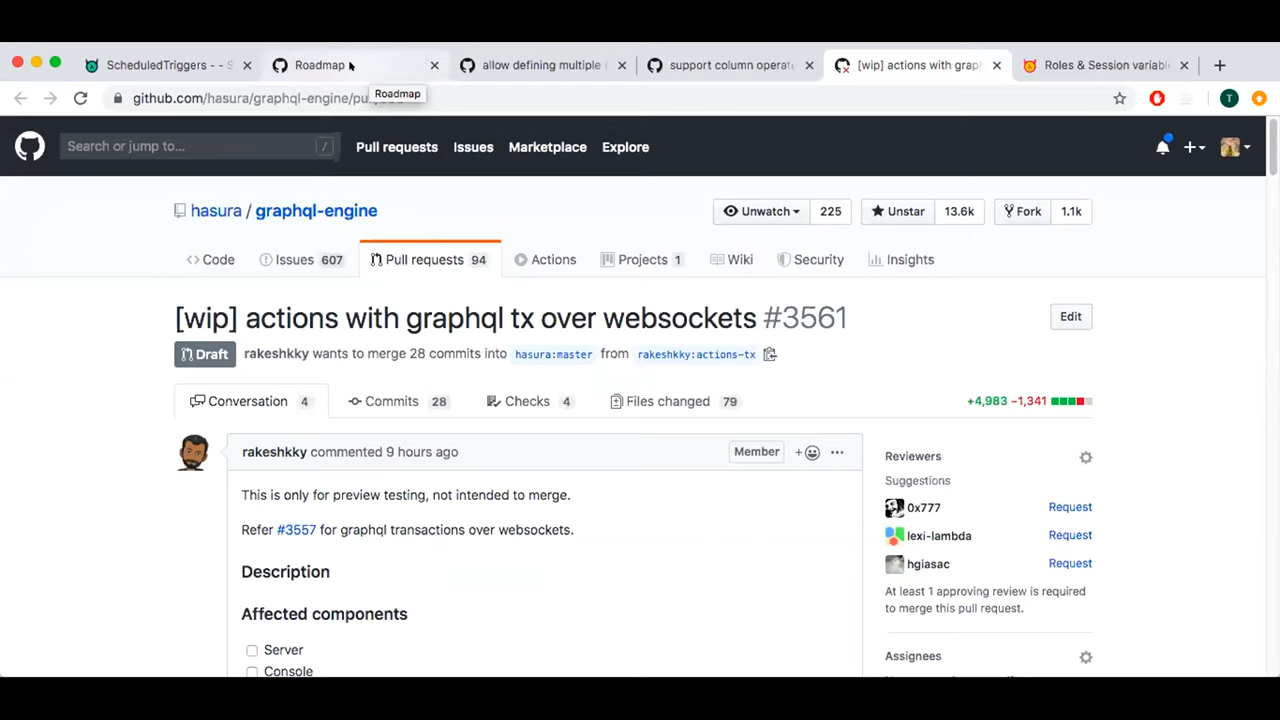 ScheduledTriggers - - S
Roadmap
allow defining multiple (
support column operat
[wip] actions with grap
Roles & Session variabl
Roadmap
github.com/hasura/graphql-engine/pu
Search or jump to...
/
Pull requests
Issues
Marketplace
Explore
T
hasura / graphql-engine
Unwatch
225
Unstar
13.6k
Fork
1.1k
Code
Issues 607
Pull requests 94
Actions
Projects 1
Wiki
Security
Insights
[wip] actions with graphql tx over websockets #3561
Edit
Draft
rakeshkky wants to merge 28 commits into hasura:master from rakeshkky:actions-tx
Conversation 4
Commits 28
Checks 4
Files changed 79
+4,983 −1,341
rakeshkky commented 9 hours ago
Member
This is only for preview testing, not intended to merge.
Refer #3557 for graphql transactions over websockets.
Description
Affected components
Server
Console
Reviewers
Suggestions
0x777 Request
lexi-lambda Request
hgiasac Request
At least 1 approving review is required
to merge this pull request.
Assignees